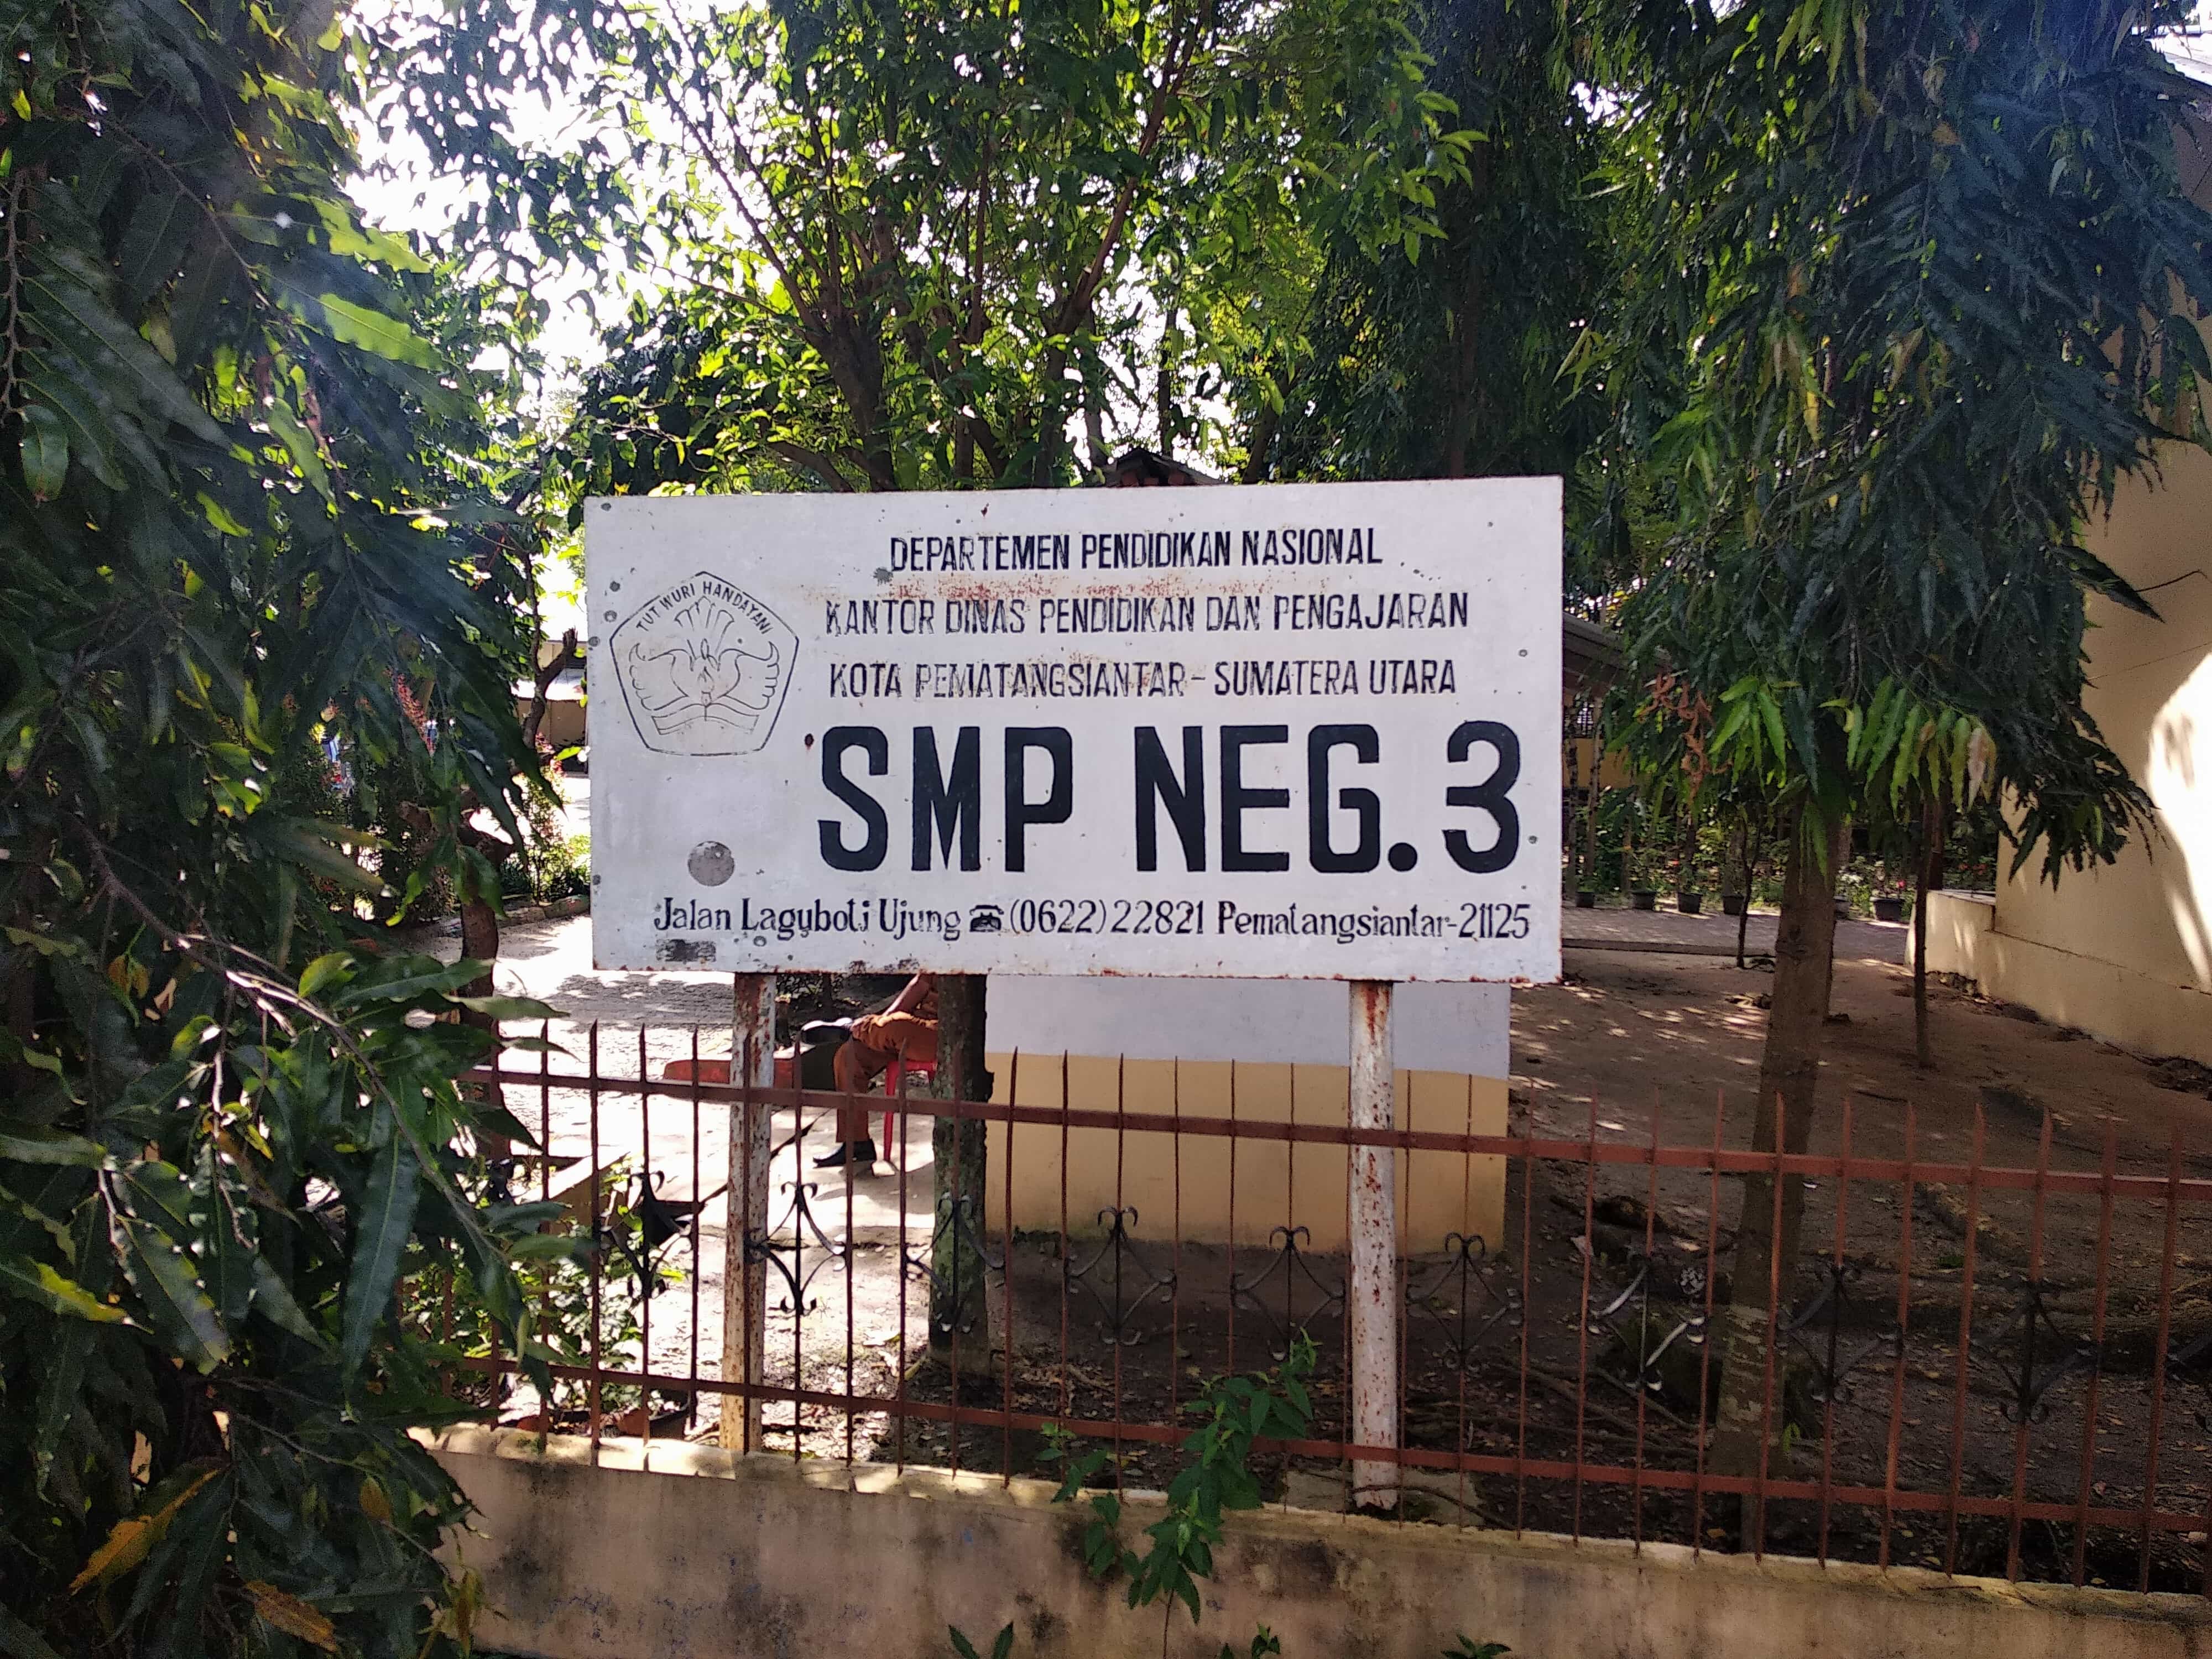 DEPARTEMEN PENDIDIKAN NASIONAL
KANTOR DINAS PENDIDIKAN DAN PENGAJARAN
KOTA PEMATANGSIANTAR - SUMATERA UTARA
TUT WURI HANDAYANI
SMP NEG. 3
Jalan Laguboti Ujung ☎ (0622) 22821 Pematangsiantar-21125